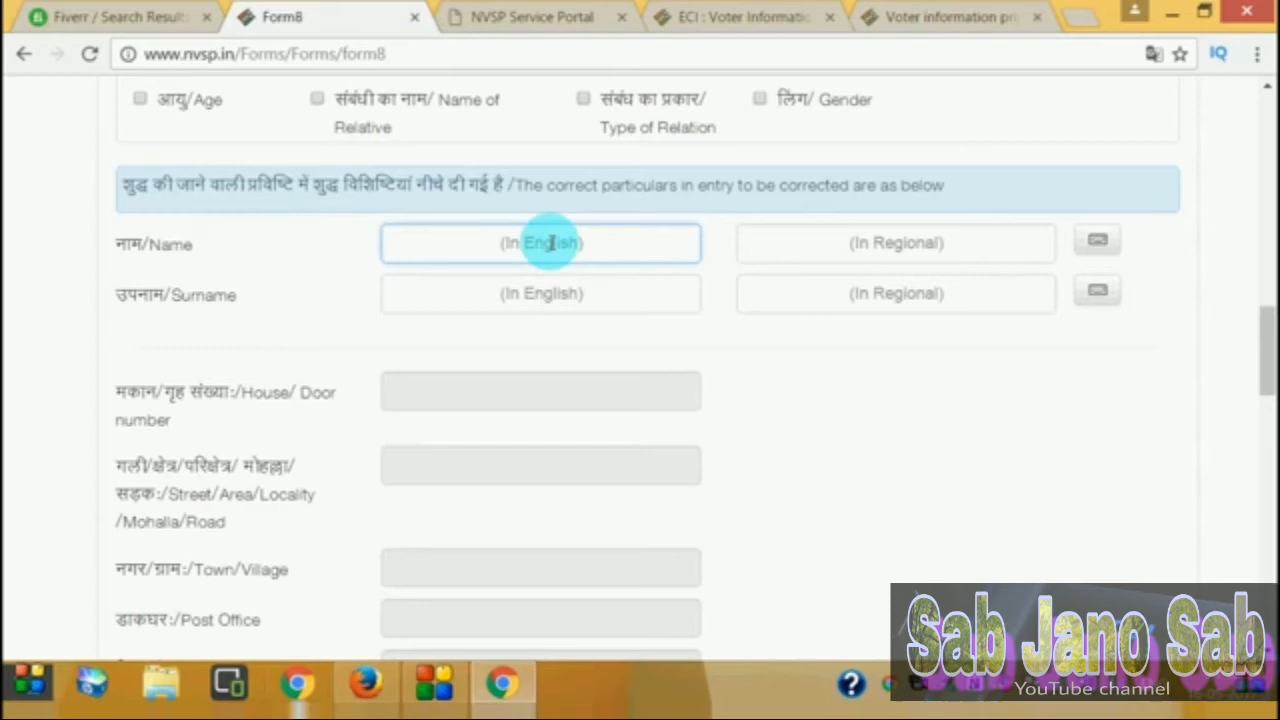 Fiverr / Search Result
Form8
NVSP Service Portal
ECI : Voter Informatic
Voter information pr
www.nvsp.in/Forms/Forms/form8
आयु/Age
संबंधी का नाम/ Name of
Relative
संबंध का प्रकार/
Type of Relation
लिंग/ Gender
शुद्ध की जाने वाली प्रविष्टि में शुद्ध विशिष्टियां नीचे दी गई है /The correct particulars in entry to be corrected are as below
नाम/Name
(In English)
(In Regional)
उपनाम/Surname
(In English)
(In Regional)
मकान/गृह संख्या:/House/ Door
number
गली/क्षेत्र/परिक्षेत्र/ मोहल्ला/
सड़क:/Street/Area/Locality
/Mohalla/Road
नगर/ग्राम:/Town/Village
डाकघर:/Post Office
Sab Jano Sab
YouTube channel